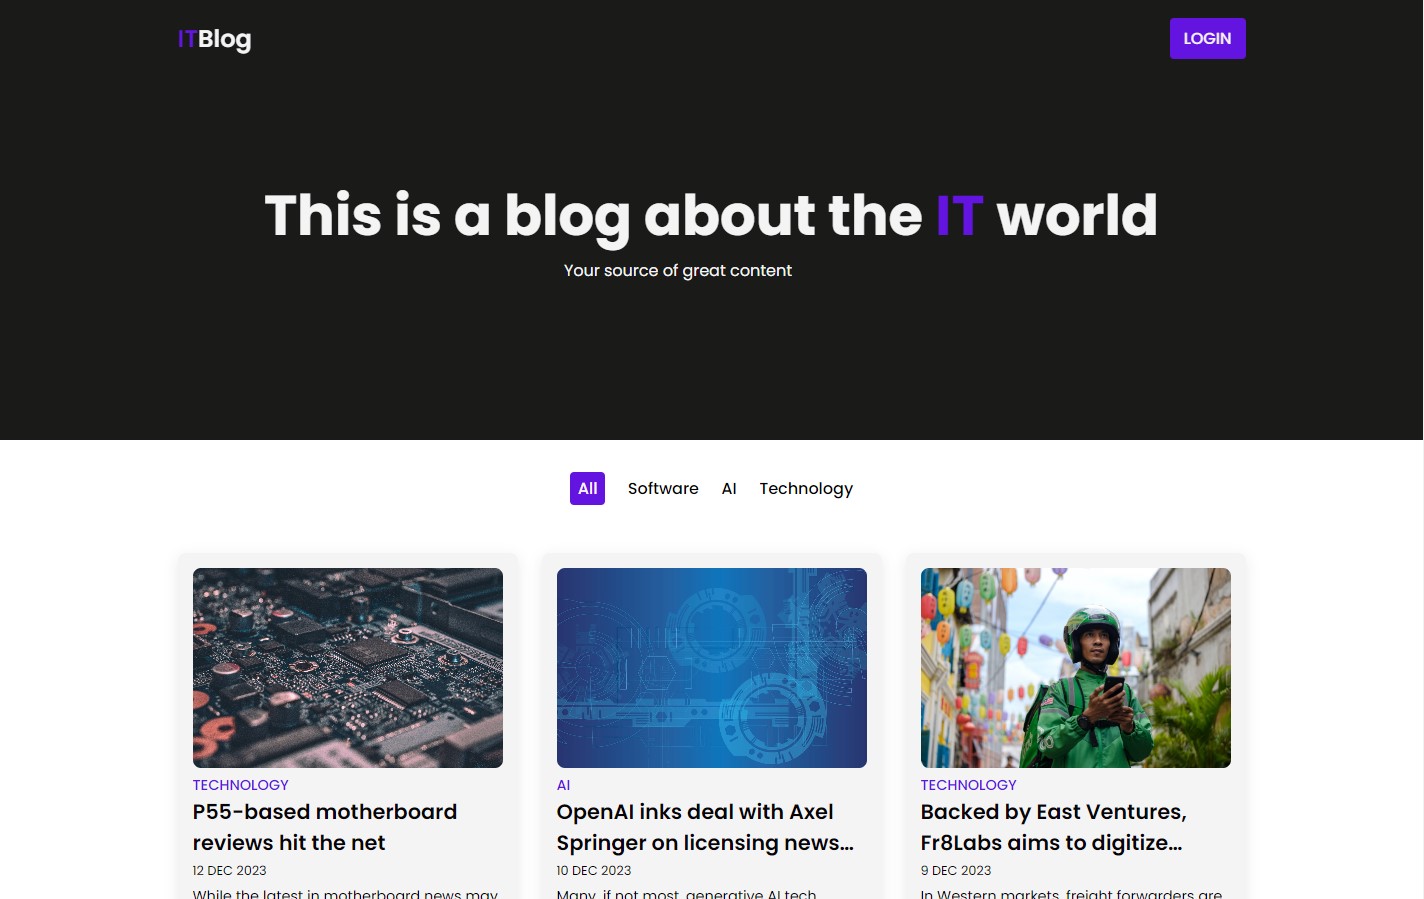 ITBlog
LOGIN
This is a blog about the IT world
Your source of great content
All Software AI Technology
TECHNOLOGY
P55-based motherboard
reviews hit the net
12 DEC 2023
While the latest in motherboard news may
AI
OpenAI inks deal with Axel
Springer on licensing news...
10 DEC 2023
Many, if not most, generative AI tech
TECHNOLOGY
Backed by East Ventures,
Fr8Labs aims to digitize...
9 DEC 2023
In Western markets, freight forwarders are